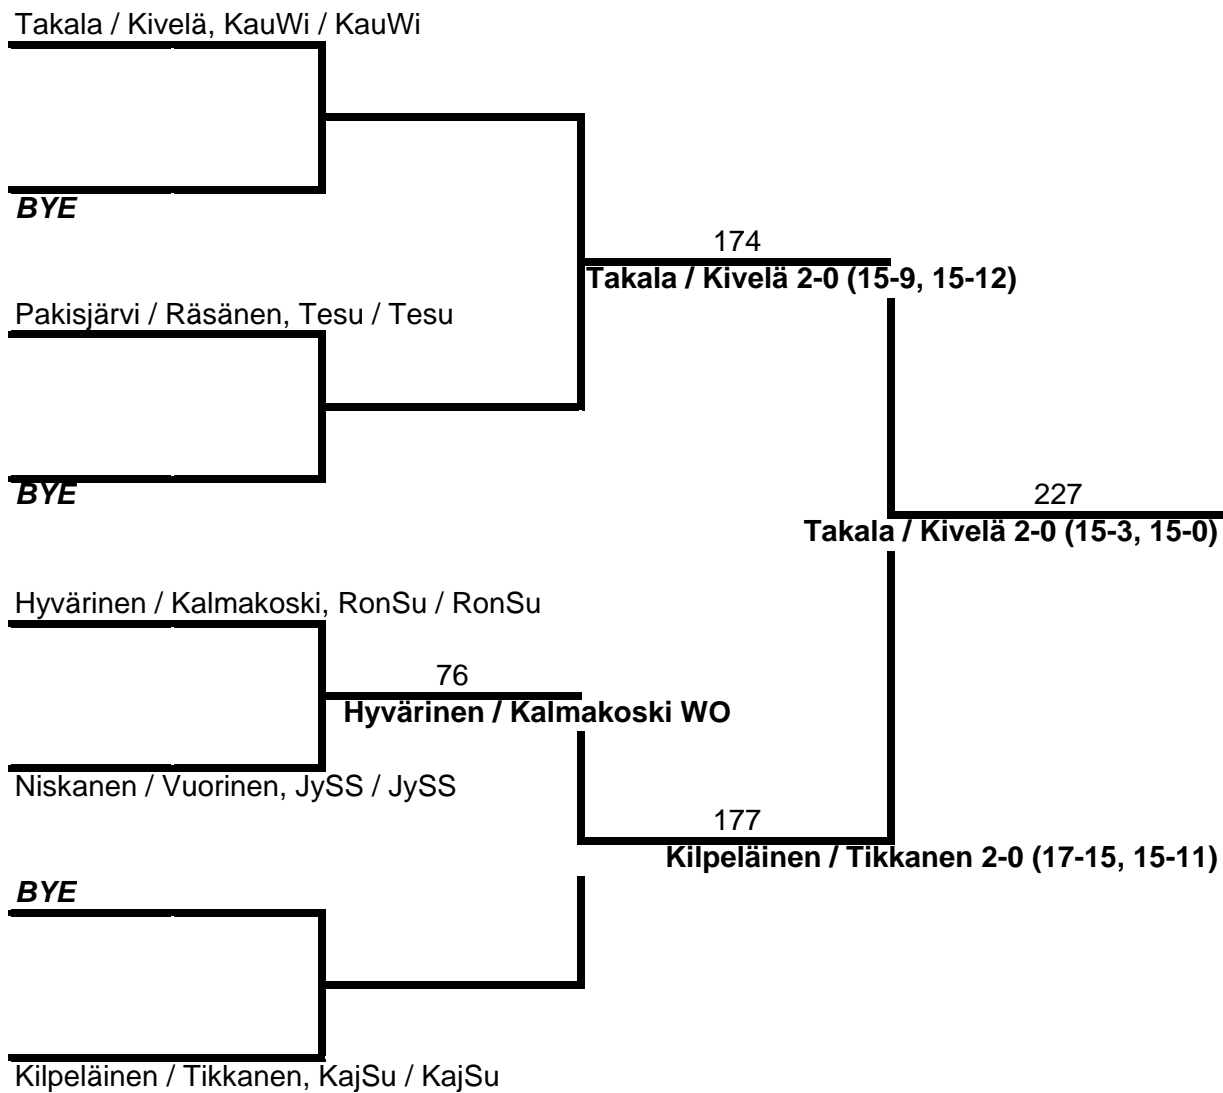 Takala / Kivelä, KauWi / KauWi
BYE
174
Takala / Kivelä 2-0 (15-9, 15-12)
Pakisjärvi / Räsänen, Tesu / Tesu
BYE
227
Takala / Kivelä 2-0 (15-3, 15-0)
Hyvärinen / Kalmakoski, RonSu / RonSu
76
Hyvärinen / Kalmakoski WO
Niskanen / Vuorinen, JySS / JySS
177
Kilpeläinen / Tikkanen 2-0 (17-15, 15-11)
BYE
Kilpeläinen / Tikkanen, KajSu / KajSu